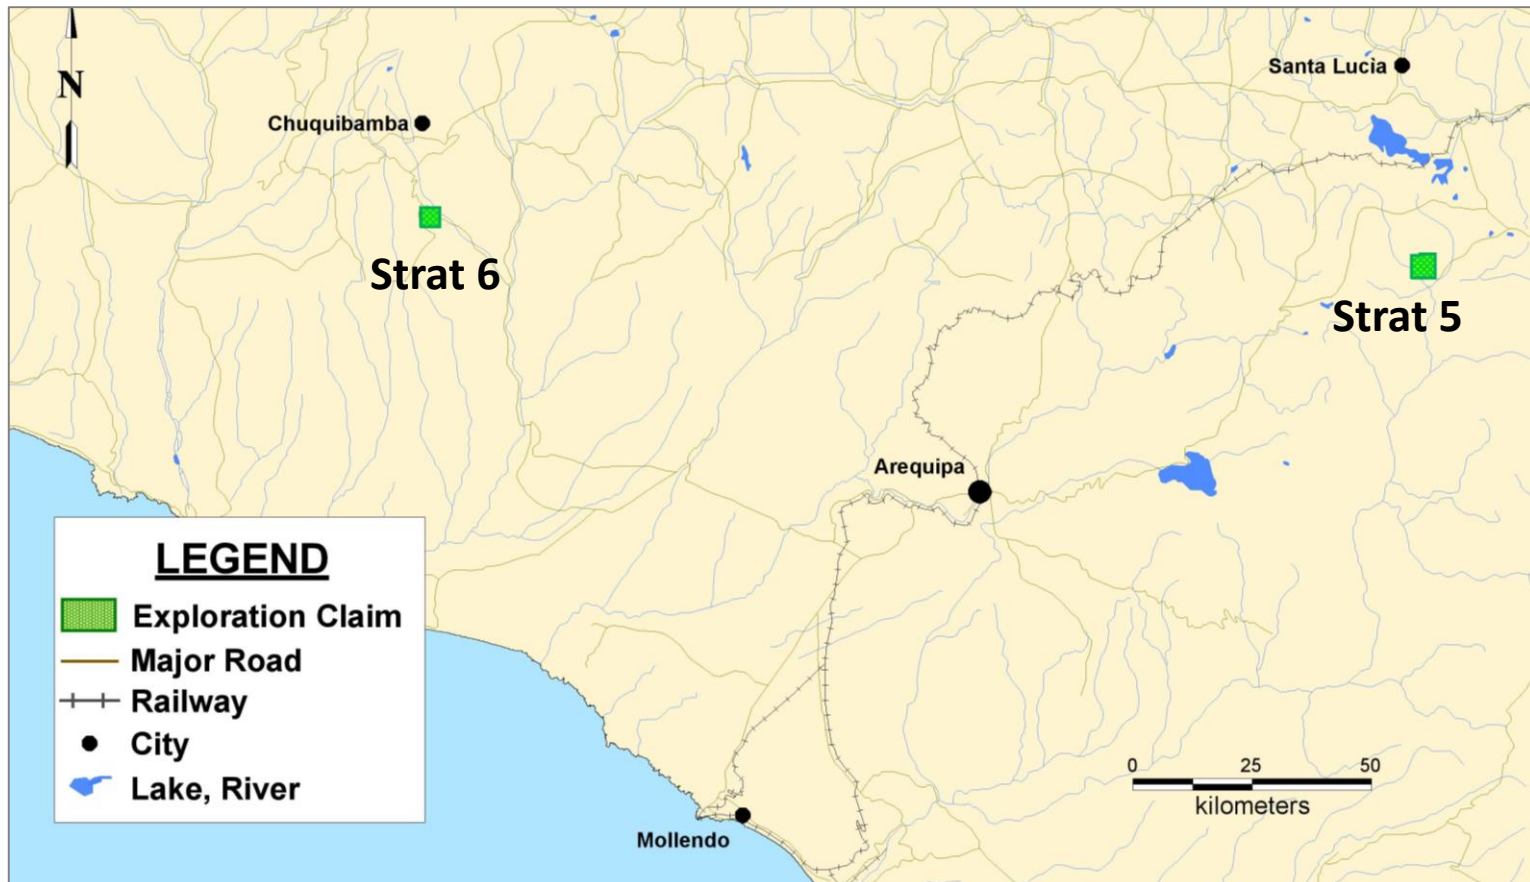 N
Santa Lucia
Chuquibamba
Strat 6
Strat 5
Arequipa
LEGEND
Exploration Claim
Major Road
Railway
City
Lake, River
0 25 50
kilometers
Mollendo